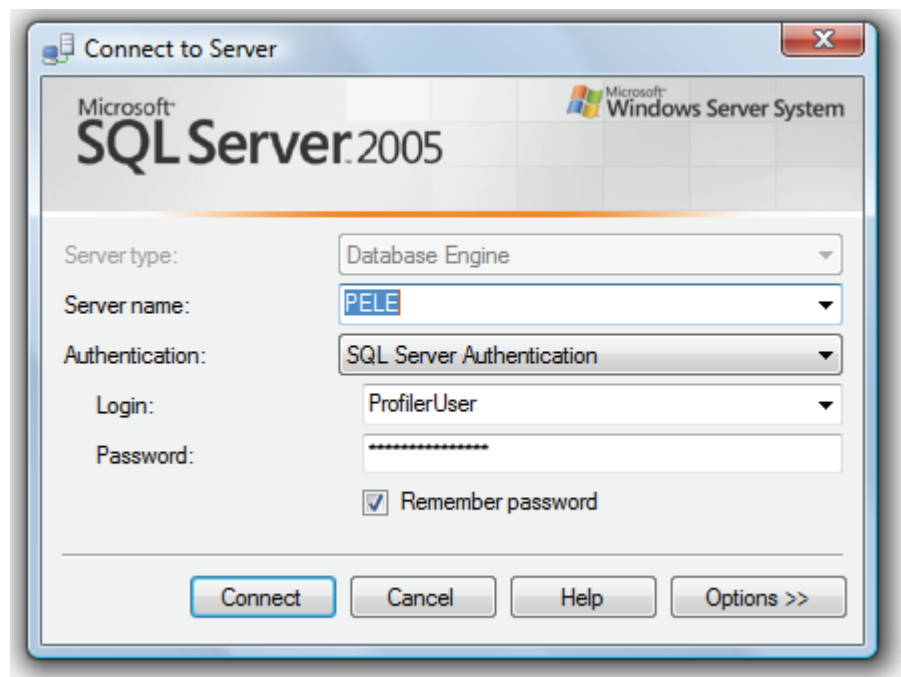 Connect to Server
Microsoft
SQL Server 2005
Microsoft
Windows Server System
Server type: Database Engine
Server name: PELE
Authentication: SQL Server Authentication
Login: ProfilerUser
Password: ***************
Remember password
Connect Cancel Help Options >>